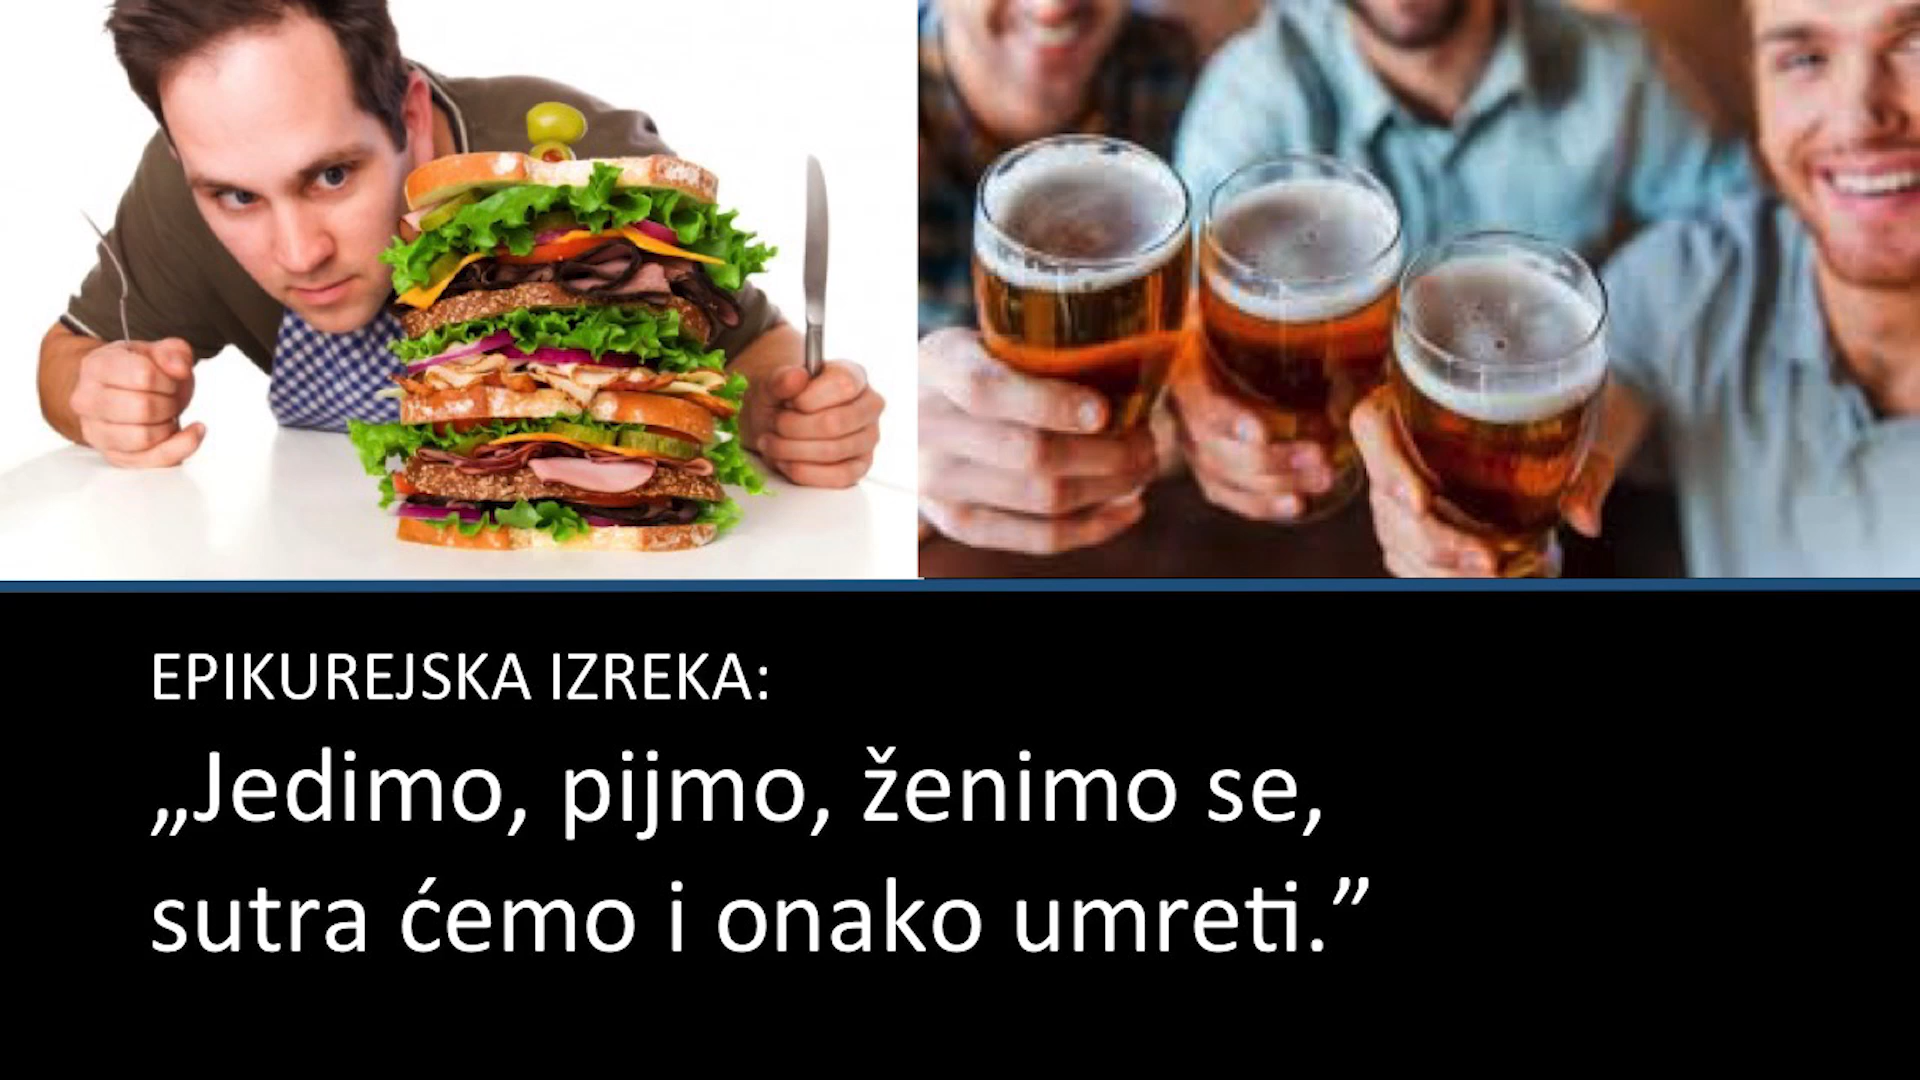 EPIKUREJSKA IZREKA:
„Jedimo, pijmo, ženimo se,
sutra ćemo i onako umreti.”